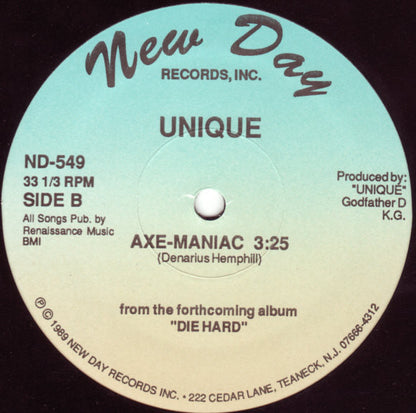 New Day
RECORDS, INC.
UNIQUE
ND-549
33 1/3 RPM
SIDE B
All Songs Pub. by
Renaissance Music
BMI
Produced by:
"UNIQUE"
Godfather D
K.G.
AXE-MANIAC 3:25
(Denarius Hemphill)
from the forthcoming album
"DIE HARD"
℗ © 1989 NEW DAY RECORDS INC. • 222 CEDAR LANE, TEANECK, N.J. 07666-4312